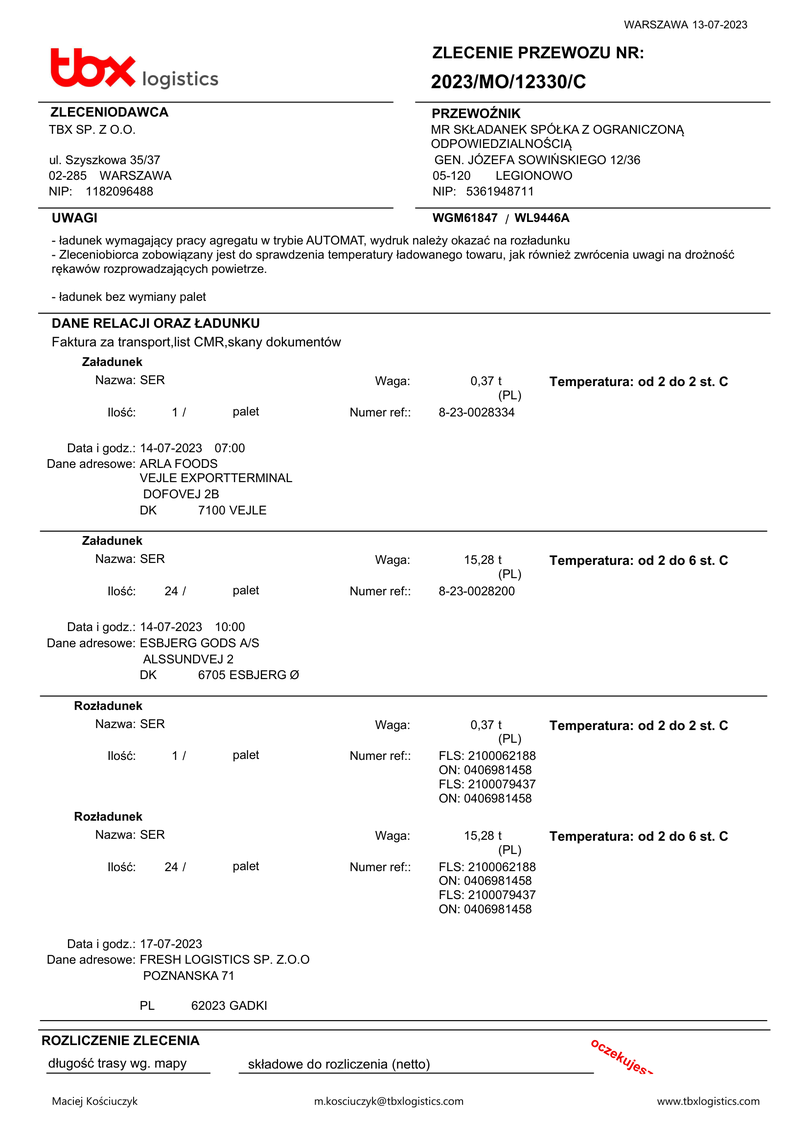 WARSZAWA 13-07-2023
tbx logistics
ZLECENIE PRZEWOZU NR:
2023/MO/12330/C
ZLECENIODAWCA
TBX SP. Z O.O.
ul. Szyszkowa 35/37
02-285 WARSZAWA
NIP: 1182096488
PRZEWOŹNIK
MR SKŁADANEK SPÓŁKA Z OGRANICZONĄ
ODPOWIEDZIALNOŚCIĄ
GEN. JÓZEFA SOWIŃSKIEGO 12/36
05-120 LEGIONOWO
NIP: 5361948711
UWAGI
WGM61847 / WL9446A
- ładunek wymagający pracy agregatu w trybie AUTOMAT, wydruk należy okazać na rozładunku
- Zleceniobiorca zobowiązany jest do sprawdzenia temperatury ładowanego towaru, jak również zwrócenia uwagi na drożność
rękawów rozprowadzających powietrze.
- ładunek bez wymiany palet
DANE RELACJI ORAZ ŁADUNKU
Faktura za transport,list CMR,skany dokumentów
Załadunek
Nazwa: SER Waga: 0,37 t Temperatura: od 2 do 2 st. C
(PL)
Ilość: 1 / palet Numer ref:: 8-23-0028334
Data i godz.: 14-07-2023 07:00
Dane adresowe: ARLA FOODS
VEJLE EXPORTTERMINAL
DOFOVEJ 2B
DK 7100 VEJLE
Załadunek
Nazwa: SER Waga: 15,28 t Temperatura: od 2 do 6 st. C
(PL)
Ilość: 24 / palet Numer ref:: 8-23-0028200
Data i godz.: 14-07-2023 10:00
Dane adresowe: ESBJERG GODS A/S
ALSSUNDVEJ 2
DK 6705 ESBJERG Ø
Rozładunek
Nazwa: SER Waga: 0,37 t Temperatura: od 2 do 2 st. C
(PL)
Ilość: 1 / palet Numer ref:: FLS: 2100062188
ON: 0406981458
FLS: 2100079437
ON: 0406981458
Rozładunek
Nazwa: SER Waga: 15,28 t Temperatura: od 2 do 6 st. C
(PL)
Ilość: 24 / palet Numer ref:: FLS: 2100062188
ON: 0406981458
FLS: 2100079437
ON: 0406981458
Data i godz.: 17-07-2023
Dane adresowe: FRESH LOGISTICS SP. Z.O.O
POZNANSKA 71
PL 62023 GADKI
ROZLICZENIE ZLECENIA
długość trasy wg. mapy składowe do rozliczenia (netto)
Maciej Kościuczyk m.kosciuczyk@tbxlogistics.com www.tbxlogistics.com